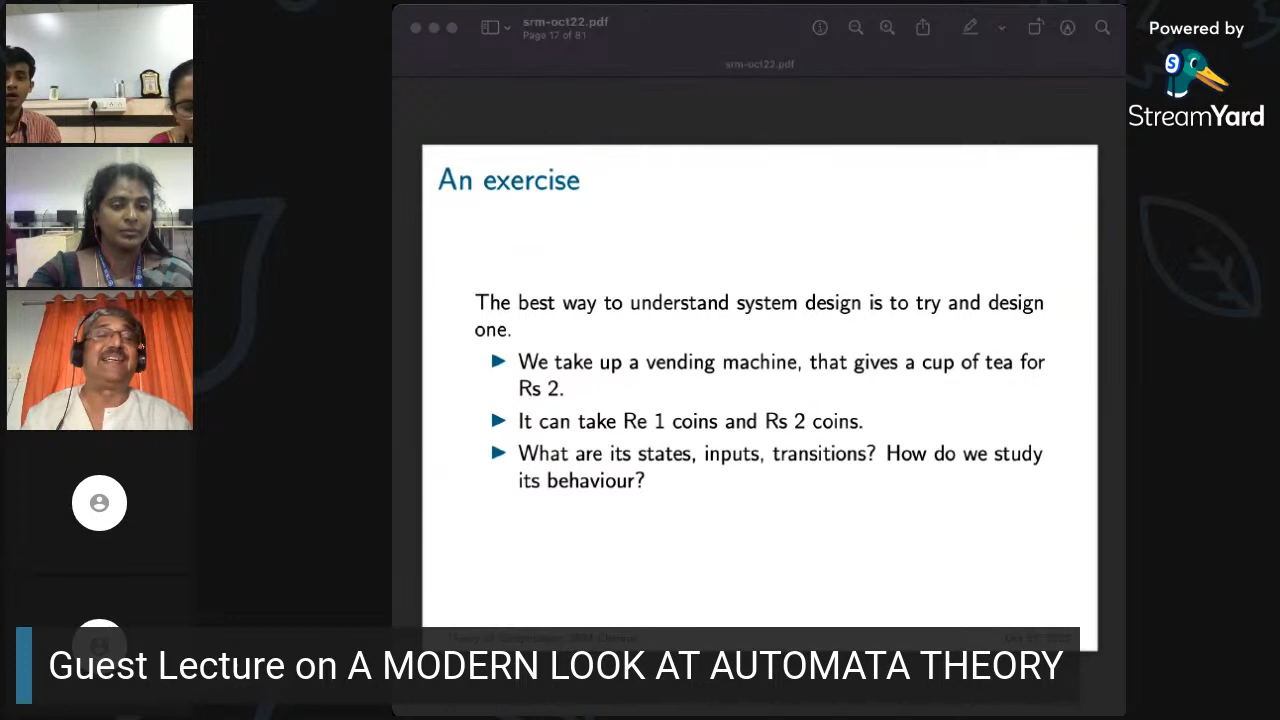 srm-oct22.pdf
Page 17 of 81
srm-oct22.pdf
Powered by
StreamYard
An exercise
The best way to understand system design is to try and design
one.
▶ We take up a vending machine, that gives a cup of tea for
Rs 2.
▶ It can take Re 1 coins and Rs 2 coins.
▶ What are its states, inputs, transitions? How do we study
its behaviour?
Guest Lecture on A MODERN LOOK AT AUTOMATA THEORY